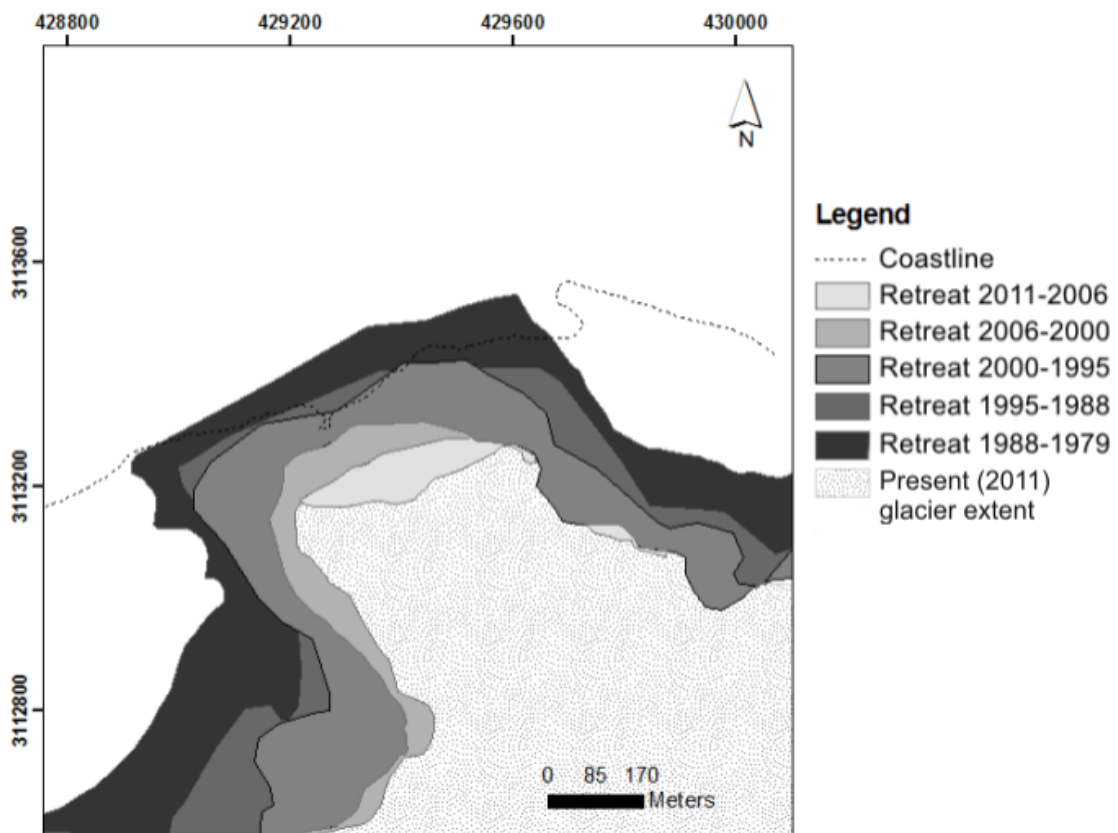 428800 429200 429600 430000
3113600
3113200
3112800
N
0 85 170
Meters
Legend
Coastline
Retreat 2011-2006
Retreat 2006-2000
Retreat 2000-1995
Retreat 1995-1988
Retreat 1988-1979
Present (2011)
glacier extent